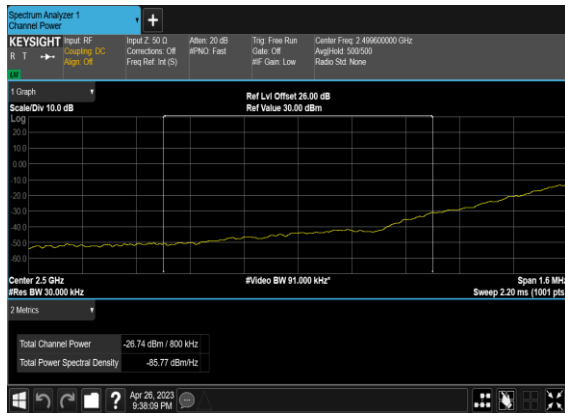 Spectrum Analyzer 1
Channel Power
+
KEYSIGHT Input: RF Input Z: 50 Ω Atten: 20 dB Trig: Free Run Center Freq: 2.499600000 GHz
R T Coupling: DC Corrections: Off #PNO: Fast Gate: Off Avg|Hold: 500/500
Align: Off Freq Ref: Int (S) #IF Gain: Low Radio Std: None
1 Graph
Ref Lvl Offset 26.00 dB
Scale/Div 10.0 dB Ref Value 30.00 dBm
Log
20.0
10.0
0.00
-10.0
-20.0
-30.0
-40.0
-50.0
-60.0
Center 2.5 GHz #Video BW 91.000 kHz* Span 1.6 MHz
#Res BW 30.000 kHz Sweep 2.20 ms (1001 pts
2 Metrics
Total Channel Power -26.74 dBm / 800 kHz
Total Power Spectral Density -85.77 dBm/Hz
? Apr 26, 2023
9:38:09 PM